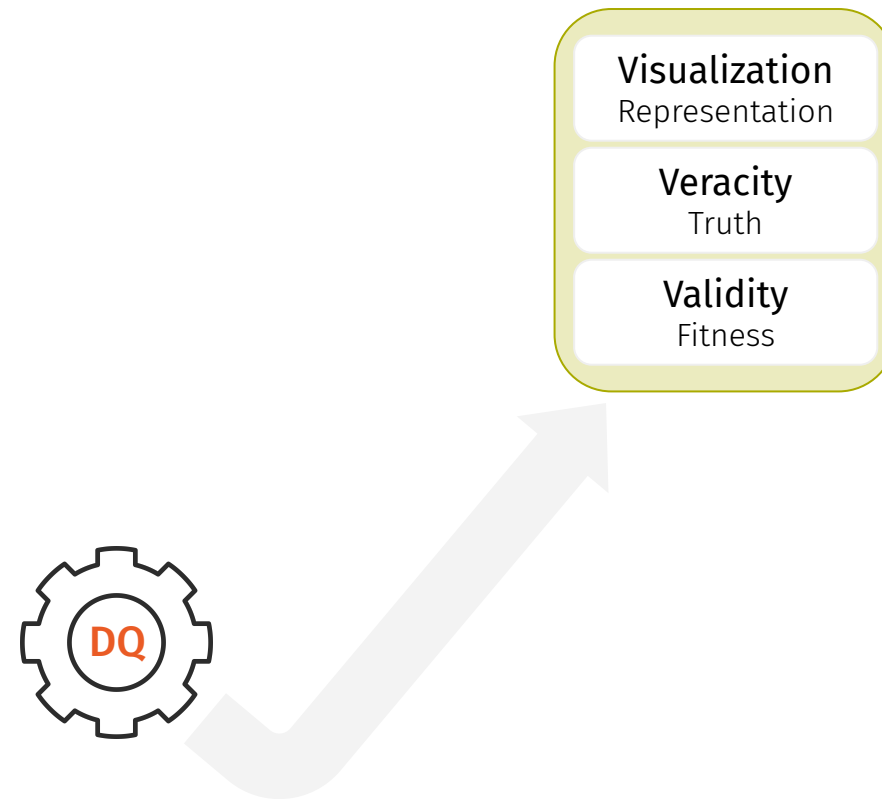 Visualization
Representation
Veracity
Truth
Validity
Fitness
DQ